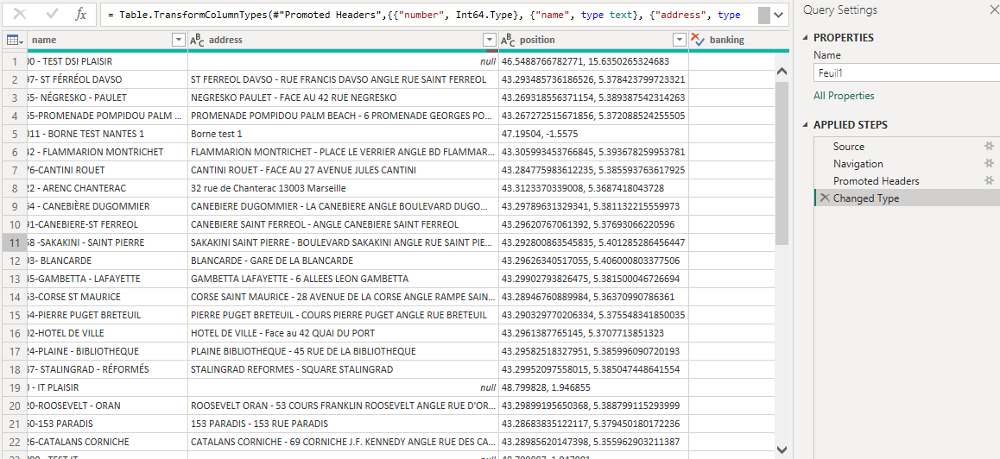 fx = Table.TransformColumnTypes(#"Promoted Headers",{{"number", Int64.Type}, {"name", type text}, {"address", type
name ABC address ABC position banking
1 00 - TEST DSI PLAISIR null 46.5488766782771, 15.6350265324683
2 97- ST FÉRRÉOL DAVSO ST FERREOL DAVSO - RUE FRANCIS DAVSO ANGLE RUE SAINT FERREOL 43.293485736186526, 5.378423799723321
3 65- NÉGRESKO - PAULET NEGRESKO PAULET - FACE AU 42 RUE NEGRESKO 43.269318556371154, 5.389387542314263
4 55-PROMENADE POMPIDOU PALM ... PROMENADE POMPIDOU PALM BEACH - 6 PROMENADE GEORGES PO... 43.267272515671856, 5.372088524255505
5 011 - BORNE TEST NANTES 1 Borne test 1 47.19504, -1.5575
6 42 - FLAMMARION MONTRICHET FLAMMARION MONTRICHET - PLACE LE VERRIER ANGLE BD FLAMMAR... 43.305993453766845, 5.393678259953781
7 76-CANTINI ROUET CANTINI ROUET - FACE AU 27 AVENUE JULES CANTINI 43.284775983612235, 5.385593763617925
8 22 - ARENC CHANTERAC 32 rue de Chanterac 13003 Marseille 43.3123370339008, 5.3687418043728
9 54 - CANEBIÈRE DUGOMMIER CANEBIERE DUGOMMIER - LA CANEBIERE ANGLE BOULEVARD DUGO... 43.29789631329341, 5.381132215559973
10 01-CANEBIERE-ST FERREOL CANEBIERE SAINT FERREOL - ANGLE CANEBIERE SAINT FERREOL 43.29620767061392, 5.37693066220596
11 58 -SAKAKINI - SAINT PIERRE SAKAKINI SAINT PIERRE - BOULEVARD SAKAKINI ANGLE RUE SAINT PIE... 43.292800863545835, 5.401285286456447
12 93- BLANCARDE BLANCARDE - GARE DE LA BLANCARDE 43.29626340517055, 5.406000803377506
13 45-GAMBETTA - LAFAYETTE GAMBETTA LAFAYETTE - 6 ALLEES LEON GAMBETTA 43.29902793826475, 5.381500046726694
14 63-CORSE ST MAURICE CORSE SAINT MAURICE - 28 AVENUE DE LA CORSE ANGLE RAMPE SAIN... 43.28946760889984, 5.36370990786361
15 54-PIERRE PUGET BRETEUIL PIERRE PUGET BRETEUIL - COURS PIERRE PUGET ANGLE RUE BRETEUIL 43.290329770206334, 5.375548341850035
16 02-HOTEL DE VILLE HOTEL DE VILLE - Face au 42 QUAI DU PORT 43.2961387765145, 5.3707713851323
17 24-PLAINE - BIBLIOTHEQUE PLAINE BIBLIOTHEQUE - 45 RUE DE LA BIBLIOTHEQUE 43.29582518327951, 5.385996090720193
18 37- STALINGRAD - RÉFORMÉS STALINGRAD REFORMES - SQUARE STALINGRAD 43.29952097558015, 5.385047448641554
19 0 - IT PLAISIR null 48.799828, 1.946855
20 20-ROOSEVELT - ORAN ROOSEVELT ORAN - 53 COURS FRANKLIN ROOSEVELT ANGLE RUE D'OR... 43.29899195650368, 5.388799115293999
21 60-153 PARADIS 153 PARADIS - 153 RUE PARADIS 43.28683835122117, 5.379450180172236
22 26-CATALANS CORNICHE CATALANS CORNICHE - 69 CORNICHE J.F. KENNEDY ANGLE RUE DES CA... 43.28985620147398, 5.355962903211387
Query Settings
PROPERTIES
Name
Feuil1
All Properties
APPLIED STEPS
Source
Navigation
Promoted Headers
Changed Type